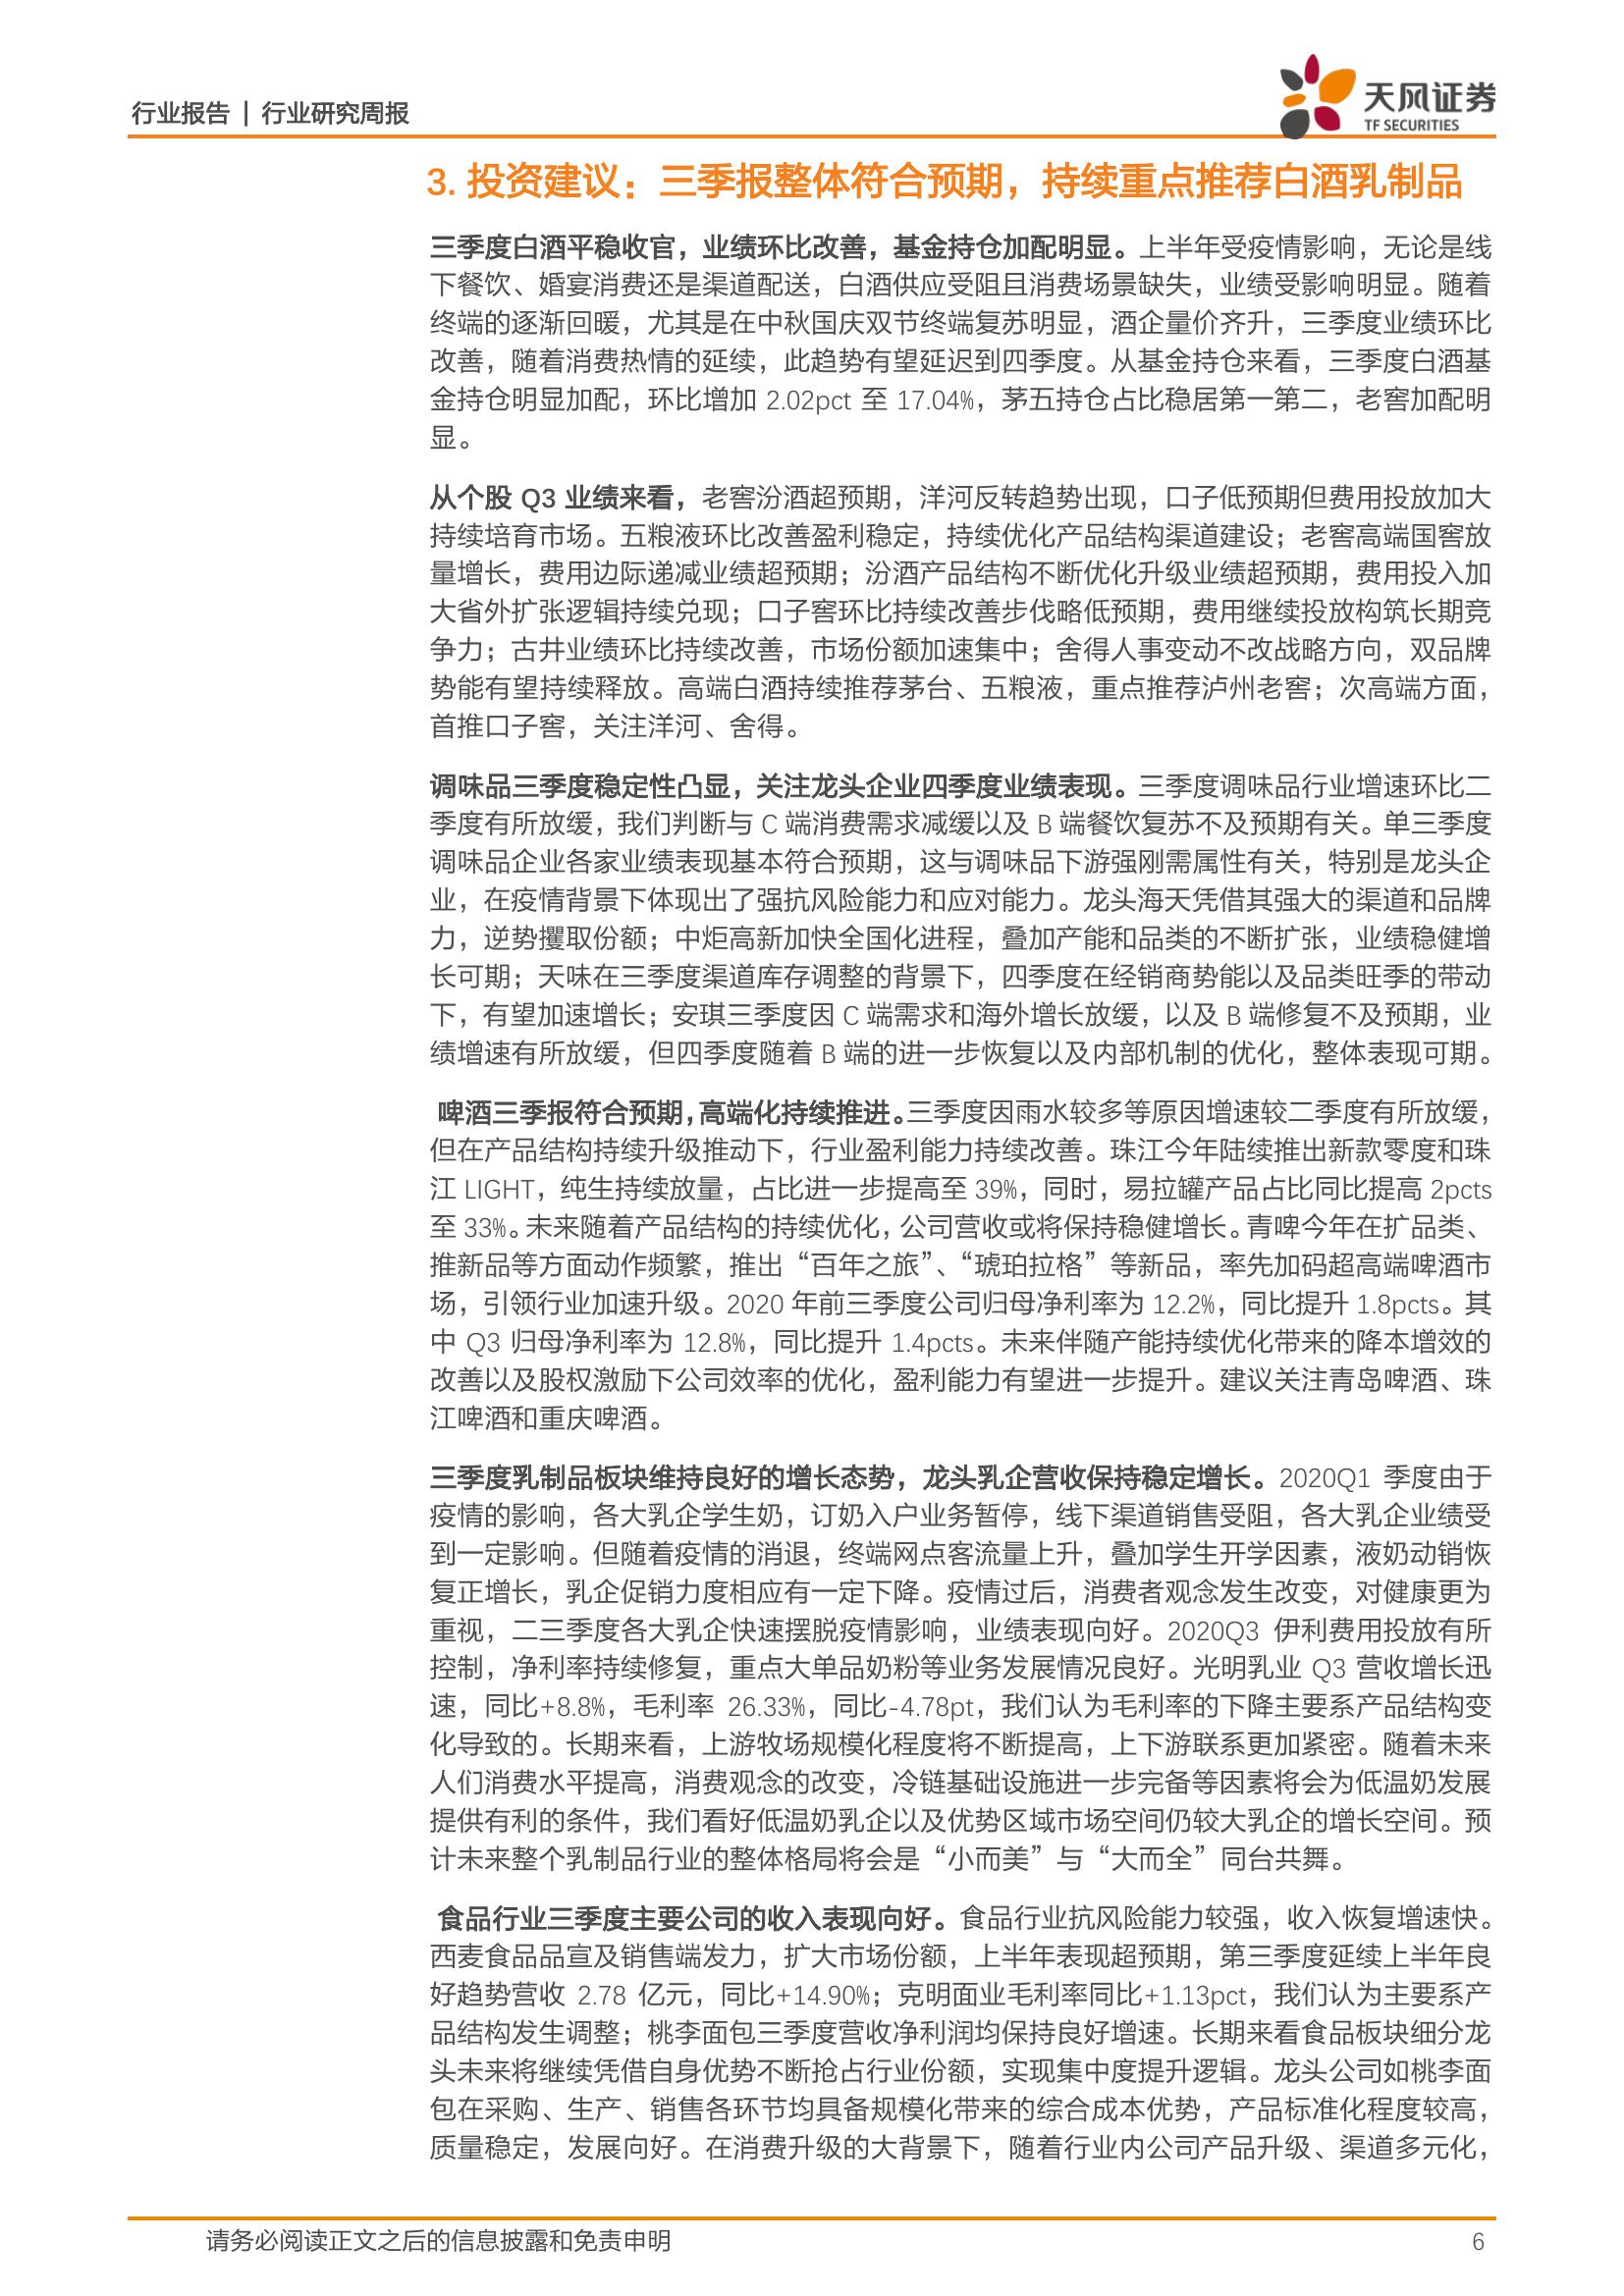 行业报告 | 行业研究周报
天风证券
TF SECURITIES
3. 投资建议：三季报整体符合预期，持续重点推荐白酒乳制品
三季度白酒平稳收官，业绩环比改善，基金持仓加配明显。上半年受疫情影响，无论是线
下餐饮、婚宴消费还是渠道配送，白酒供应受阻且消费场景缺失，业绩受影响明显。随着
终端的逐渐回暖，尤其是在中秋国庆双节终端复苏明显，酒企量价齐升，三季度业绩环比
改善，随着消费热情的延续，此趋势有望延迟到四季度。从基金持仓来看，三季度白酒基
金持仓明显加配，环比增加 2.02pct 至 17.04%，茅五持仓占比稳居第一第二，老窖加配明
显。
从个股 Q3 业绩来看，老窖汾酒超预期，洋河反转趋势出现，口子低预期但费用投放加大
持续培育市场。五粮液环比改善盈利稳定，持续优化产品结构渠道建设；老窖高端国窖放
量增长，费用边际递减业绩超预期；汾酒产品结构不断优化升级业绩超预期，费用投入加
大省外扩张逻辑持续兑现；口子窖环比持续改善步伐略低预期，费用继续投放构筑长期竞
争力；古井业绩环比持续改善，市场份额加速集中；舍得人事变动不改战略方向，双品牌
势能有望持续释放。高端白酒持续推荐茅台、五粮液，重点推荐泸州老窖；次高端方面，
首推口子窖，关注洋河、舍得。
调味品三季度稳定性凸显，关注龙头企业四季度业绩表现。三季度调味品行业增速环比二
季度有所放缓，我们判断与 C 端消费需求减缓以及 B 端餐饮复苏不及预期有关。单三季度
调味品企业各家业绩表现基本符合预期，这与调味品下游强刚需属性有关，特别是龙头企
业，在疫情背景下体现出了强抗风险能力和应对能力。龙头海天凭借其强大的渠道和品牌
力，逆势攫取份额；中炬高新加快全国化进程，叠加产能和品类的不断扩张，业绩稳健增
长可期；天味在三季度渠道库存调整的背景下，四季度在经销商势能以及品类旺季的带动
下，有望加速增长；安琪三季度因 C 端需求和海外增长放缓，以及 B 端修复不及预期，业
绩增速有所放缓，但四季度随着 B 端的进一步恢复以及内部机制的优化，整体表现可期。
啤酒三季报符合预期，高端化持续推进。三季度因雨水较多等原因增速较二季度有所放缓，
但在产品结构持续升级推动下，行业盈利能力持续改善。珠江今年陆续推出新款零度和珠
江 LIGHT，纯生持续放量，占比进一步提高至 39%，同时，易拉罐产品占比同比提高 2pcts
至 33%。未来随着产品结构的持续优化，公司营收或将保持稳健增长。青啤今年在扩品类、
推新品等方面动作频繁，推出“百年之旅”、“琥珀拉格”等新品，率先加码超高端啤酒市
场，引领行业加速升级。2020 年前三季度公司归母净利率为 12.2%，同比提升 1.8pcts。其
中 Q3 归母净利率为 12.8%，同比提升 1.4pcts。未来伴随产能持续优化带来的降本增效的
改善以及股权激励下公司效率的优化，盈利能力有望进一步提升。建议关注青岛啤酒、珠
江啤酒和重庆啤酒。
三季度乳制品板块维持良好的增长态势，龙头乳企营收保持稳定增长。2020Q1 季度由于
疫情的影响，各大乳企学生奶，订奶入户业务暂停，线下渠道销售受阻，各大乳企业绩受
到一定影响。但随着疫情的消退，终端网点客流量上升，叠加学生开学因素，液奶动销恢
复正增长，乳企促销力度相应有一定下降。疫情过后，消费者观念发生改变，对健康更为
重视，二三季度各大乳企快速摆脱疫情影响，业绩表现向好。2020Q3 伊利费用投放有所
控制，净利率持续修复，重点大单品奶粉等业务发展情况良好。光明乳业 Q3 营收增长迅
速，同比+8.8%，毛利率 26.33%，同比-4.78pt，我们认为毛利率的下降主要系产品结构变
化导致的。长期来看，上游牧场规模化程度将不断提高，上下游联系更加紧密。随着未来
人们消费水平提高，消费观念的改变，冷链基础设施进一步完备等因素将会为低温奶发展
提供有利的条件，我们看好低温奶乳企以及优势区域市场空间仍较大乳企的增长空间。预
计未来整个乳制品行业的整体格局将会是“小而美”与“大而全”同台共舞。
食品行业三季度主要公司的收入表现向好。食品行业抗风险能力较强，收入恢复增速快。
西麦食品品宣及销售端发力，扩大市场份额，上半年表现超预期，第三季度延续上半年良
好趋势营收 2.78 亿元，同比+14.90%；克明面业毛利率同比+1.13pct，我们认为主要系产
品结构发生调整；桃李面包三季度营收净利润均保持良好增速。长期来看食品板块细分龙
头未来将继续凭借自身优势不断抢占行业份额，实现集中度提升逻辑。龙头公司如桃李面
包在采购、生产、销售各环节均具备规模化带来的综合成本优势，产品标准化程度较高，
质量稳定，发展向好。在消费升级的大背景下，随着行业内公司产品升级、渠道多元化，
请务必阅读正文之后的信息披露和免责申明
6